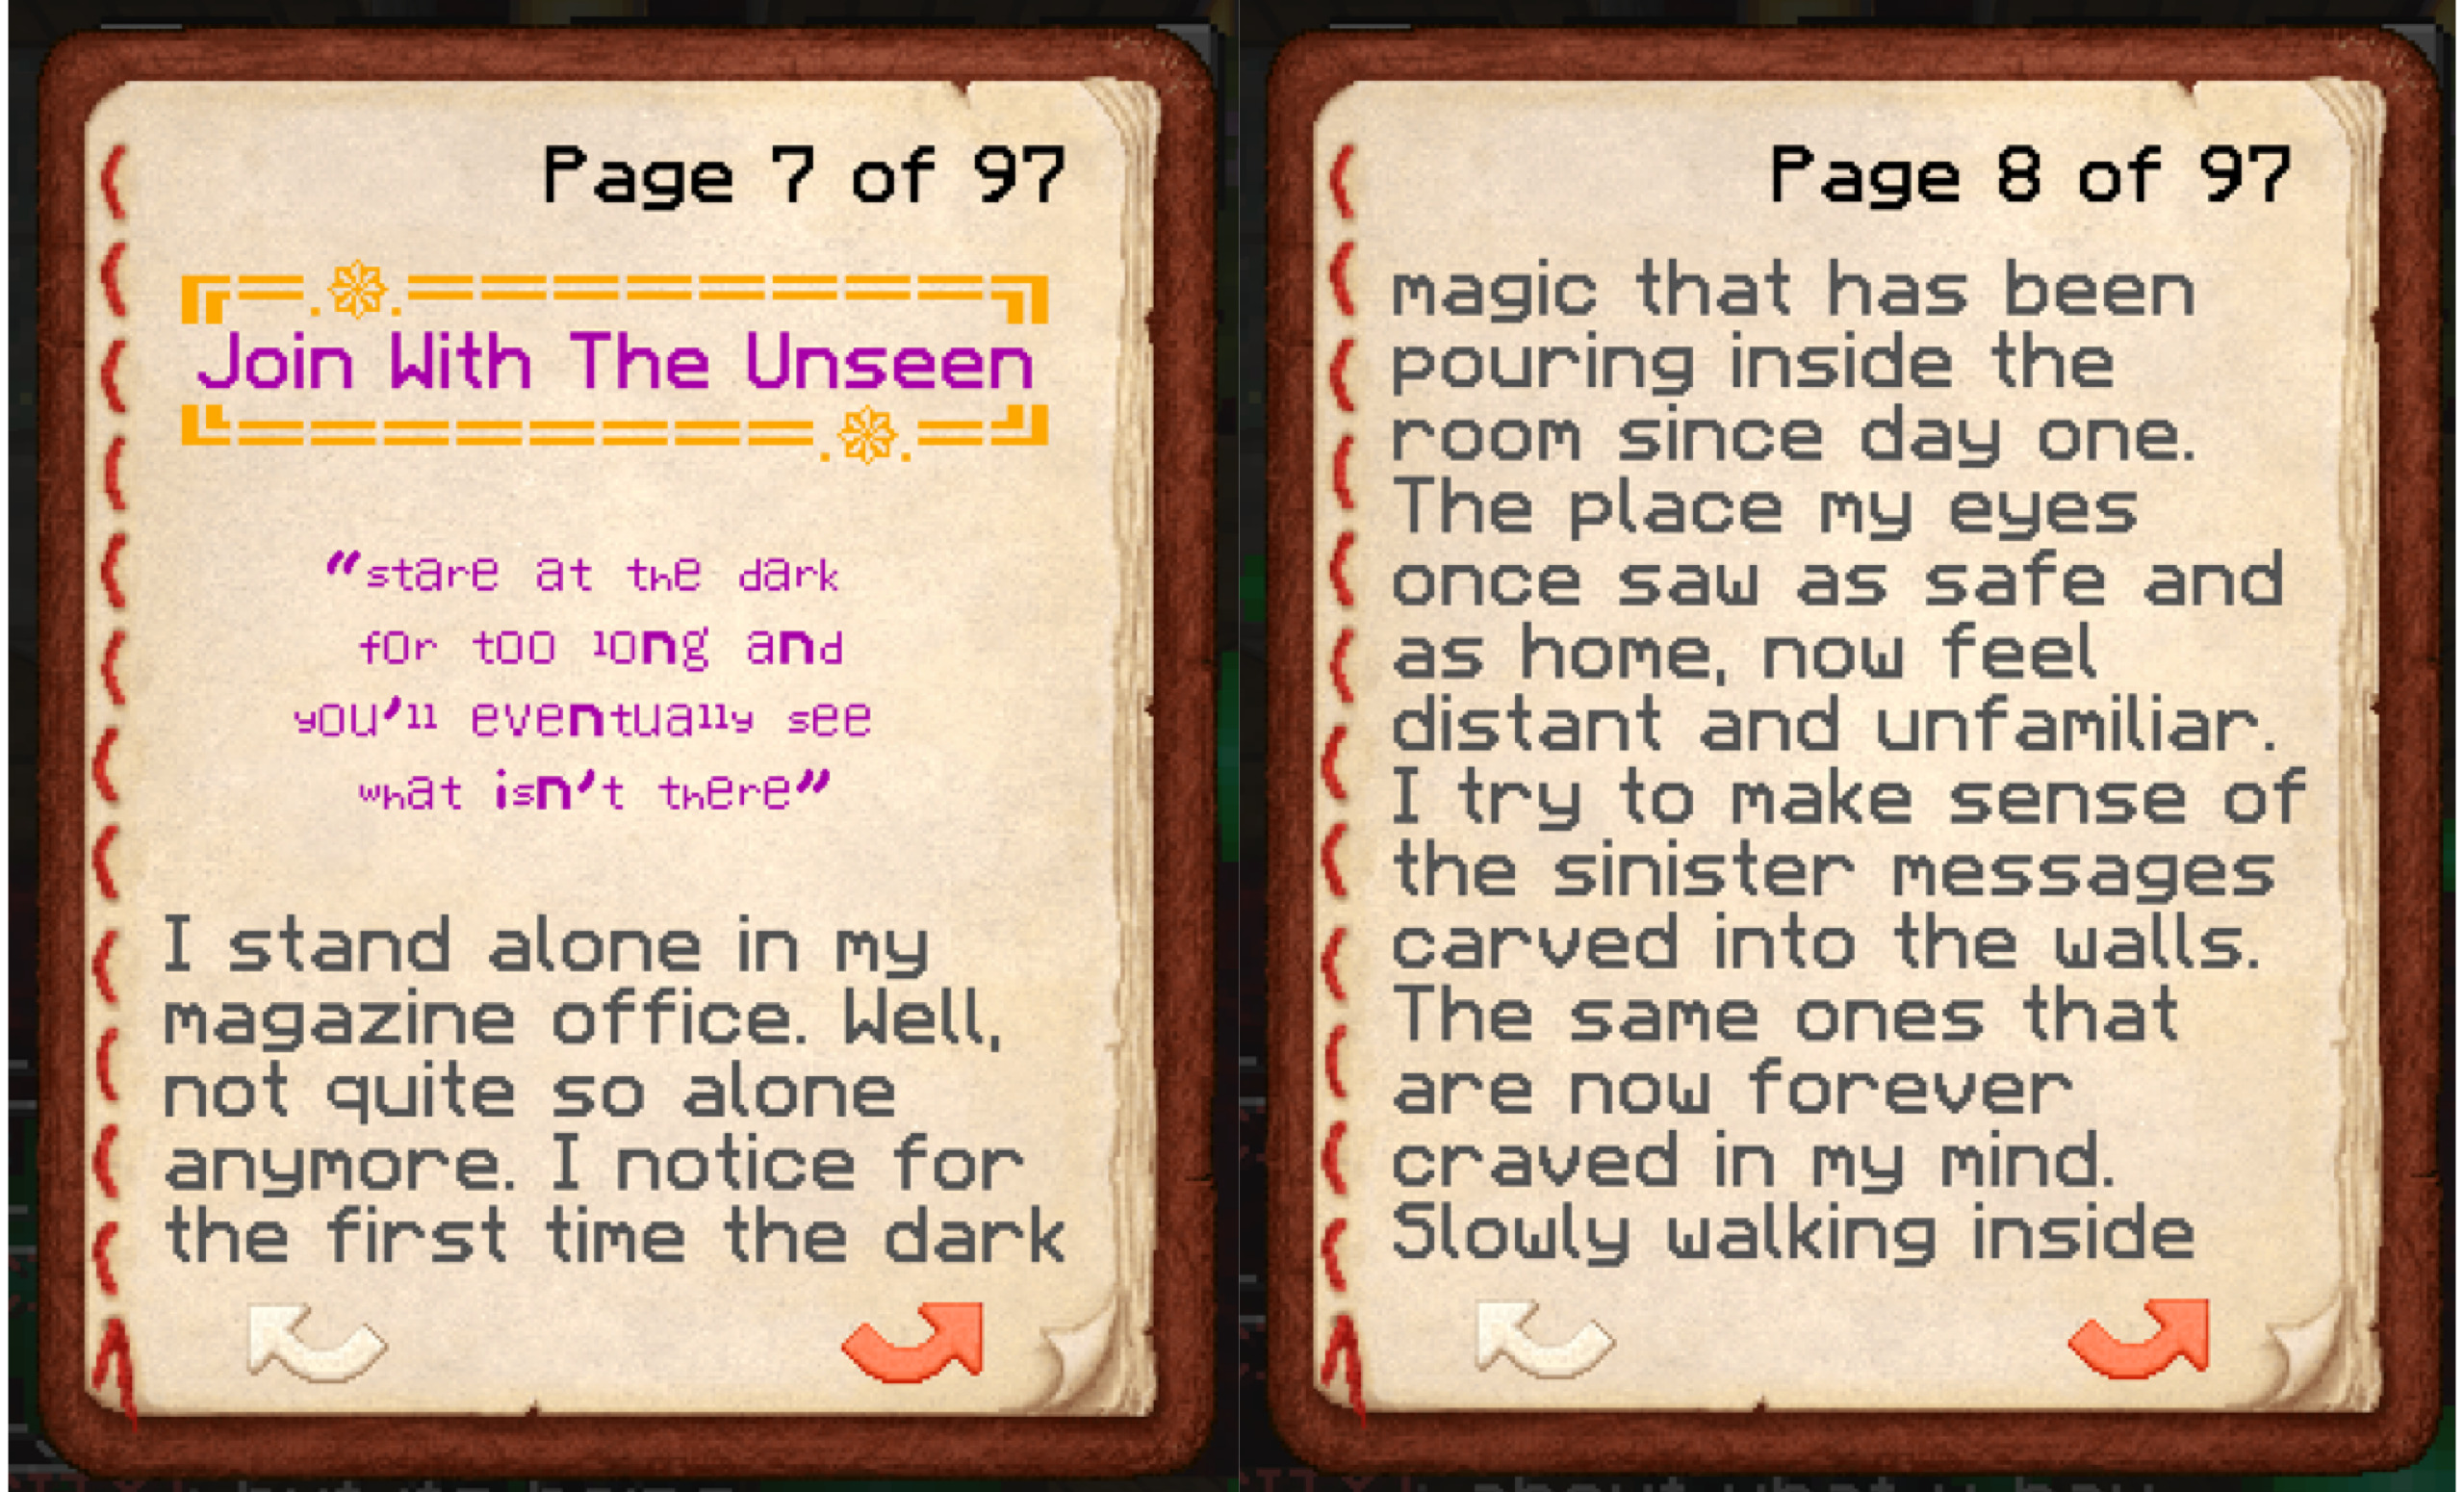 Page 7 of 97
Join With The Unseen
"stare at the dark
for too long and
you'll eventually see
what isn't there"
I stand alone in my
magazine office. Well,
not quite so alone
anymore. I notice for
the first time the dark
Page 8 of 97
magic that has been
pouring inside the
room since day one.
The place my eyes
once saw as safe and
as home, now feel
distant and unfamiliar.
I try to make sense of
the sinister messages
carved into the walls.
The same ones that
are now forever
craved in my mind.
Slowly walking inside